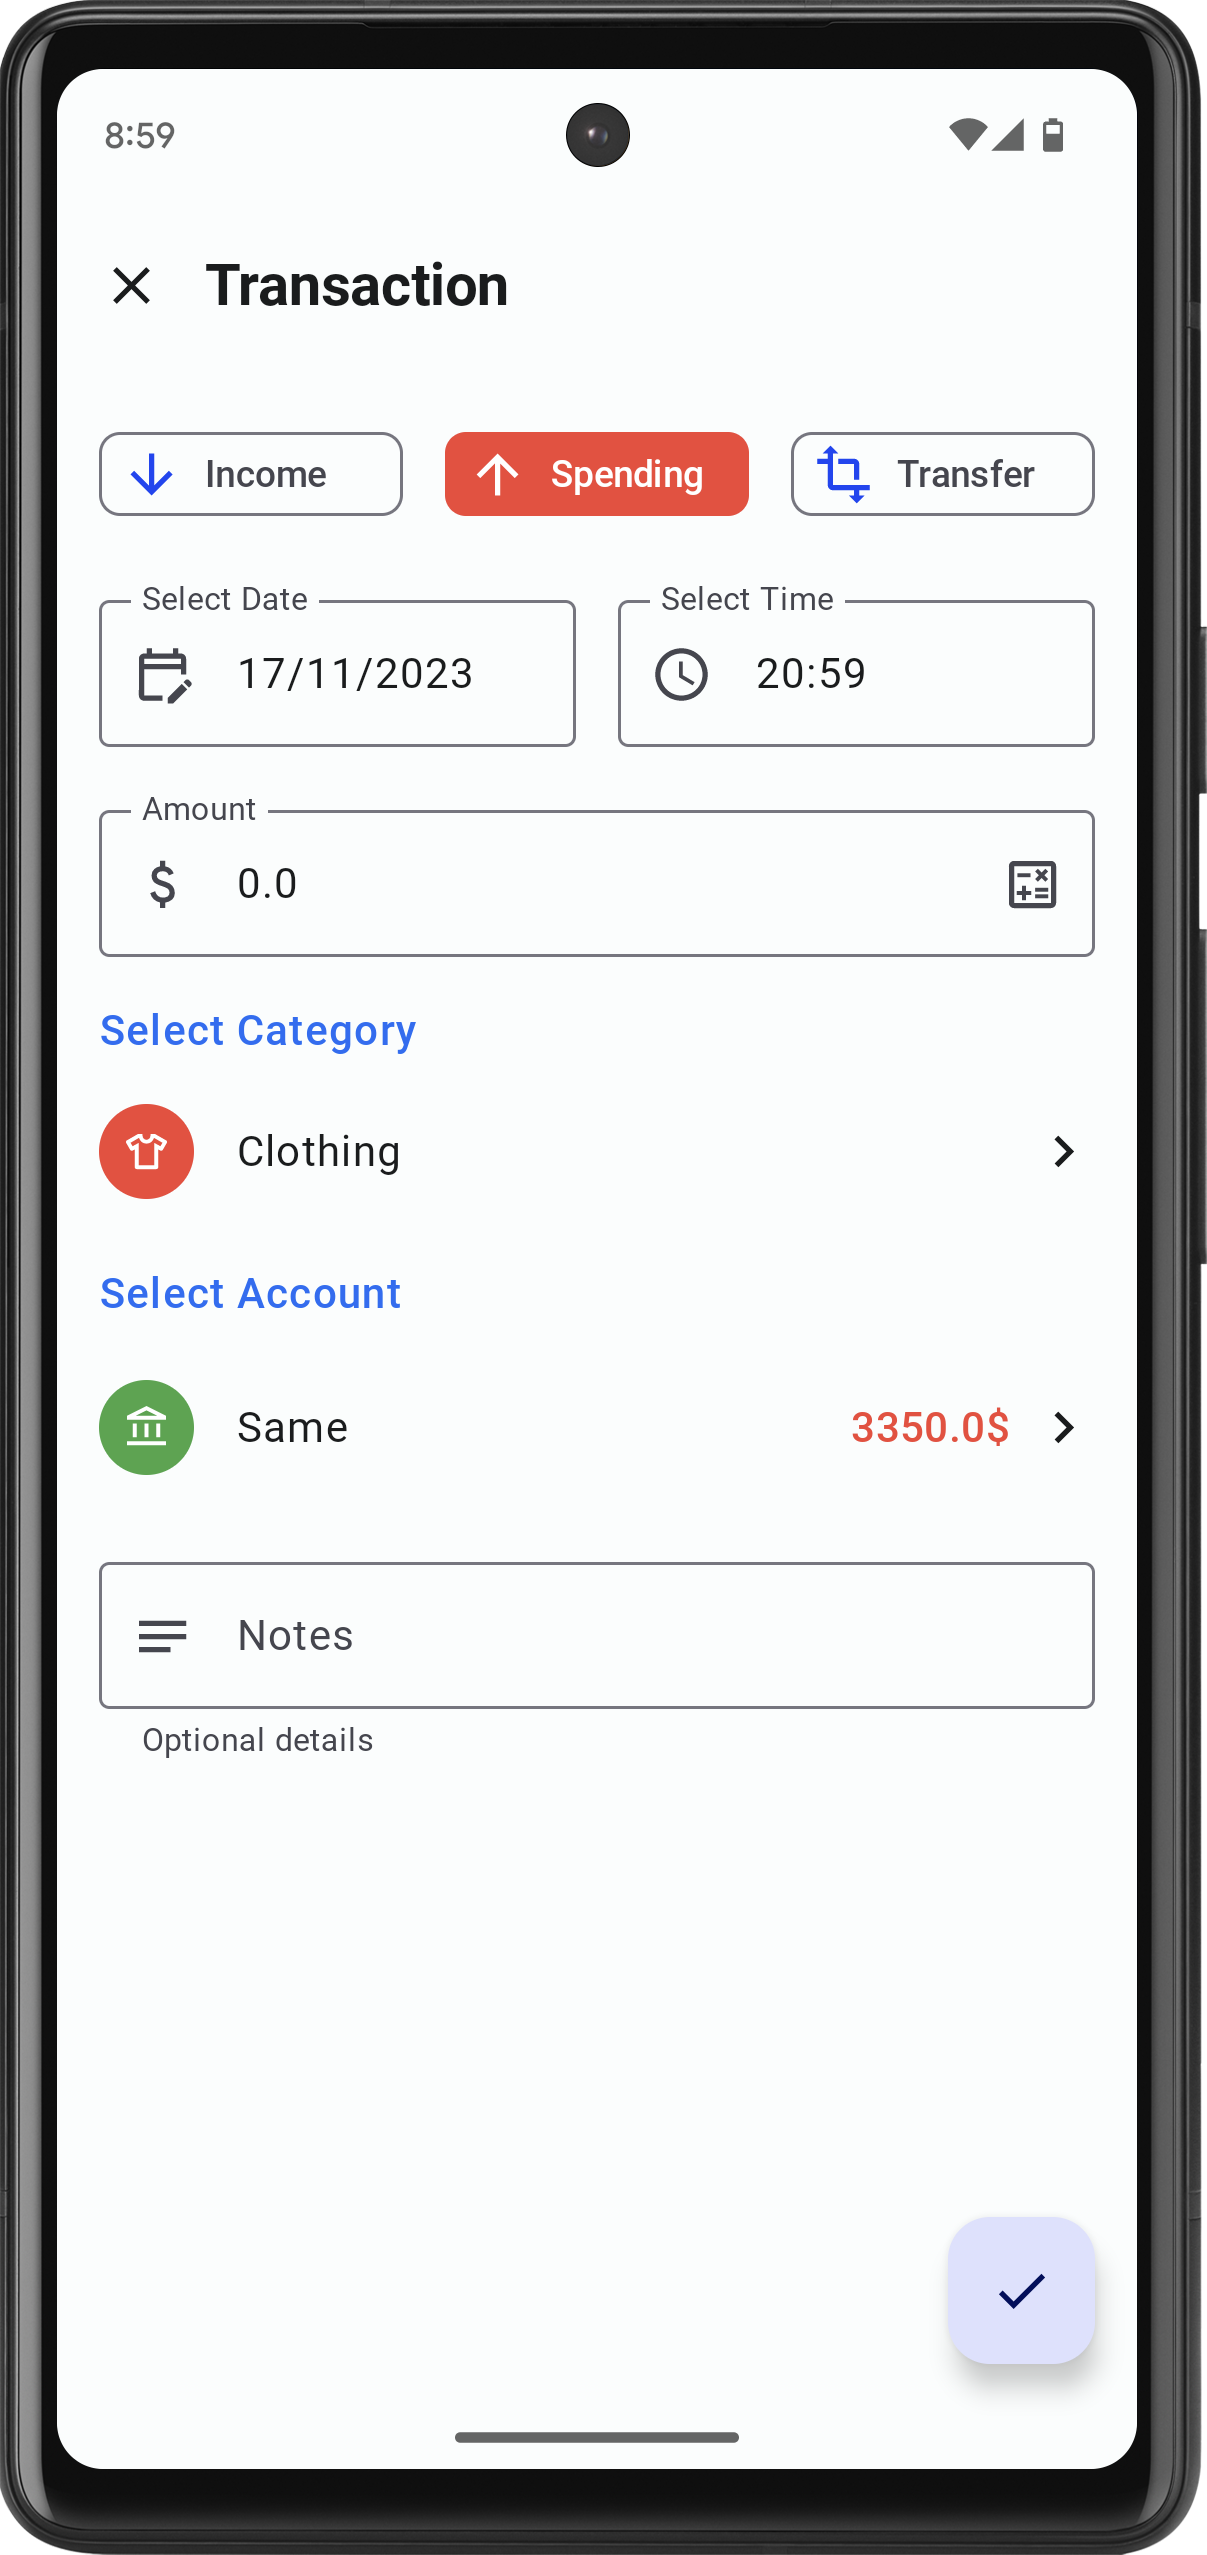 8:59
Transaction
Income
Spending
Transfer
Select Date
Select Time
17/11/2023
20:59
Amount
$ 0.0
Select Category
Clothing
Select Account
Same
3350.0$
Notes
Optional details